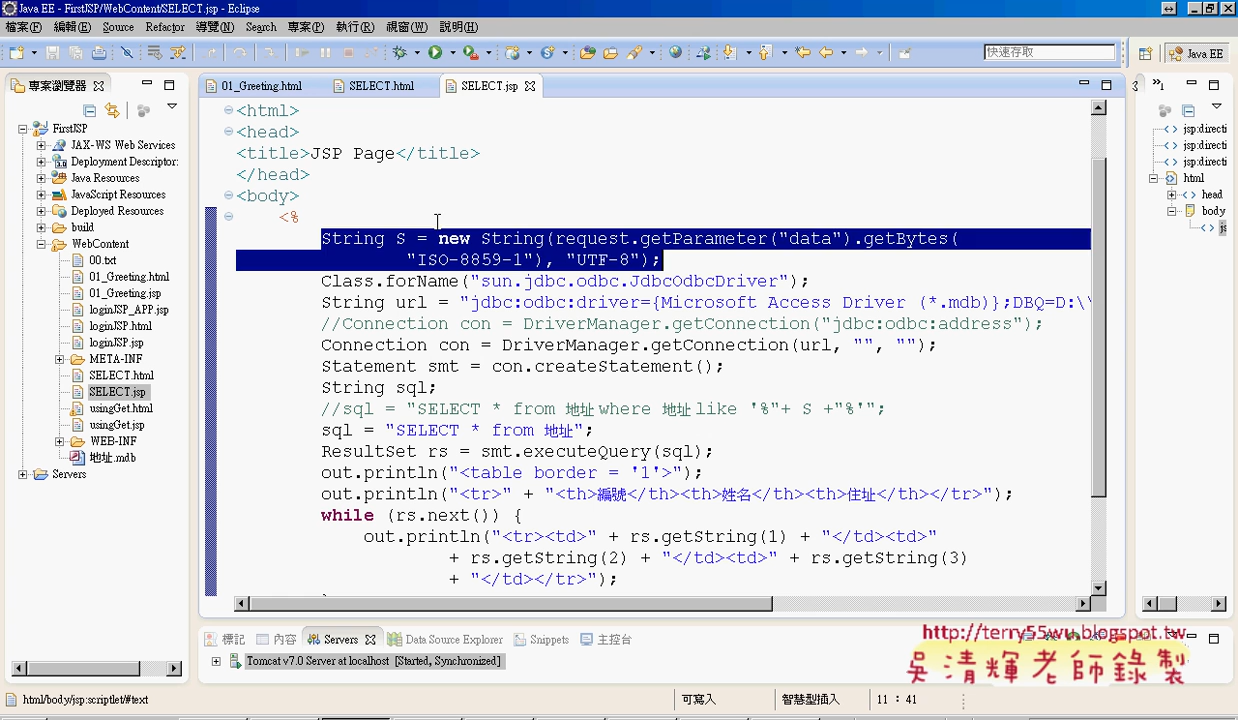 Java EE - FirstJSP/WebContent/SELECT.jsp - Eclipse
檔案(F) 編輯(E) Source Refactor 導覽(N) Search 專案(P) 執行(R) 視窗(W) 說明(H)
快速存取
Java EE
專案瀏覽器
01_Greeting.html
SELECT.html
SELECT.jsp
FirstJSP
JAX-WS Web Services
Deployment Descriptor:
Java Resources
JavaScript Resources
Deployed Resources
build
WebContent
00.txt
01_Greeting.html
01_Greeting.jsp
loginJSP_APP.jsp
loginJSP.html
loginJSP.jsp
META-INF
SELECT.html
SELECT.jsp
usingGet.html
usingGet.jsp
WEB-INF
地址.mdb
Servers
<html>
<head>
<title>JSP Page</title>
</head>
<body>
<%
String S = new String(request.getParameter("data").getBytes(
"ISO-8859-1"), "UTF-8");
Class.forName("sun.jdbc.odbc.JdbcOdbcDriver");
String url = "jdbc:odbc:driver={Microsoft Access Driver (*.mdb)};DBQ=D:\
//Connection con = DriverManager.getConnection("jdbc:odbc:address");
Connection con = DriverManager.getConnection(url, "", "");
Statement smt = con.createStatement();
String sql;
//sql = "SELECT * from 地址 where 地址 like '%"+ S +"%'";
sql = "SELECT * from 地址";
ResultSet rs = smt.executeQuery(sql);
out.println("<table border = '1'>");
out.println("<tr>" + "<th>編號</th><th>姓名</th><th>住址</th></tr>");
while (rs.next()) {
out.println("<tr><td>" + rs.getString(1) + "</td><td>"
+ rs.getString(2) + "</td><td>" + rs.getString(3)
+ "</td></tr>");
jsp:directi
jsp:directi
jsp:directi
html
head
body
標記 內容 Servers Data Source Explorer Snippets 主控台
Tomcat v7.0 Server at localhost [Started, Synchronized]
http://terry55wu.blogspot.tw
吳清輝老師錄製
html/body/jsp:scriptlet/#text
可寫入
智慧型插入
11 : 41